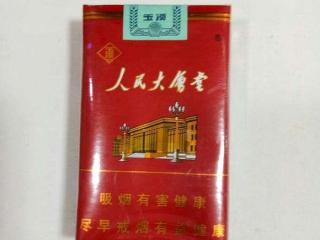 玉溪
人民大會堂
吸烟有害健康
尽早戒烟有益健康